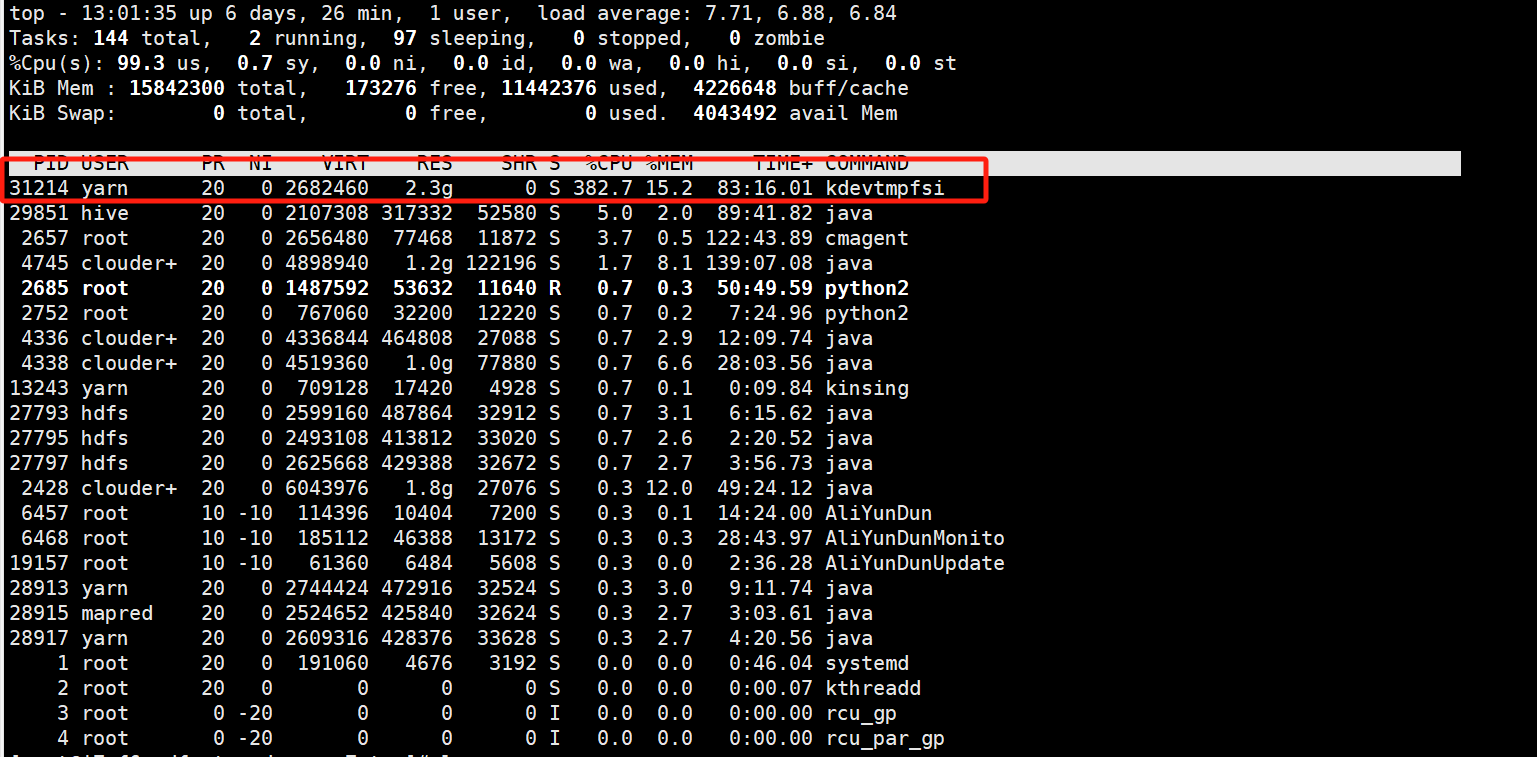 top - 13:01:35 up 6 days, 26 min,  1 user,  load average: 7.71, 6.88, 6.84
Tasks: 144 total,   2 running,  97 sleeping,   0 stopped,   0 zombie
%Cpu(s): 99.3 us,  0.7 sy,  0.0 ni,  0.0 id,  0.0 wa,  0.0 hi,  0.0 si,  0.0 st
KiB Mem : 15842300 total,   173276 free, 11442376 used,  4226648 buff/cache
KiB Swap:        0 total,        0 free,        0 used.  4043492 avail Mem
  PID USER      PR  NI    VIRT    RES    SHR S  %CPU %MEM     TIME+ COMMAND
31214 yarn      20   0 2682460   2.3g      0 S 382.7 15.2  83:16.01 kdevtmpfsi
29851 hive      20   0 2107308 317332  52580 S   5.0  2.0  89:41.82 java
 2657 root      20   0 2656480  77468  11872 S   3.7  0.5 122:43.89 cmagent
 4745 clouder+  20   0 4898940   1.2g 122196 S   1.7  8.1 139:07.08 java
 2685 root      20   0 1487592  53632  11640 R   0.7  0.3  50:49.59 python2
 2752 root      20   0  767060  32200  12220 S   0.7  0.2   7:24.96 python2
 4336 clouder+  20   0 4336844 464808  27088 S   0.7  2.9  12:09.74 java
 4338 clouder+  20   0 4519360   1.0g  77880 S   0.7  6.6  28:03.56 java
13243 yarn      20   0  709128  17420   4928 S   0.7  0.1   0:09.84 kinsing
27793 hdfs      20   0 2599160 487864  32912 S   0.7  3.1   6:15.62 java
27795 hdfs      20   0 2493108 413812  33020 S   0.7  2.6   2:20.52 java
27797 hdfs      20   0 2625668 429388  32672 S   0.7  2.7   3:56.73 java
 2428 clouder+  20   0 6043976   1.8g  27076 S   0.3 12.0  49:24.12 java
 6457 root      10 -10  114396  10404   7200 S   0.3  0.1  14:24.00 AliYunDun
 6468 root      10 -10  185112  46388  13172 S   0.3  0.3  28:43.97 AliYunDunMonito
19157 root      10 -10   61360   6484   5608 S   0.3  0.0   2:36.28 AliYunDunUpdate
28913 yarn      20   0 2744424 472916  32524 S   0.3  3.0   9:11.74 java
28915 mapred    20   0 2524652 425840  32624 S   0.3  2.7   3:03.61 java
28917 yarn      20   0 2609316 428376  33628 S   0.3  2.7   4:20.56 java
    1 root      20   0  191060   4676   3192 S   0.0  0.0   0:46.04 systemd
    2 root      20   0       0      0      0 S   0.0  0.0   0:00.07 kthreadd
    3 root       0 -20       0      0      0 I   0.0  0.0   0:00.00 rcu_gp
    4 root       0 -20       0      0      0 I   0.0  0.0   0:00.00 rcu_par_gp